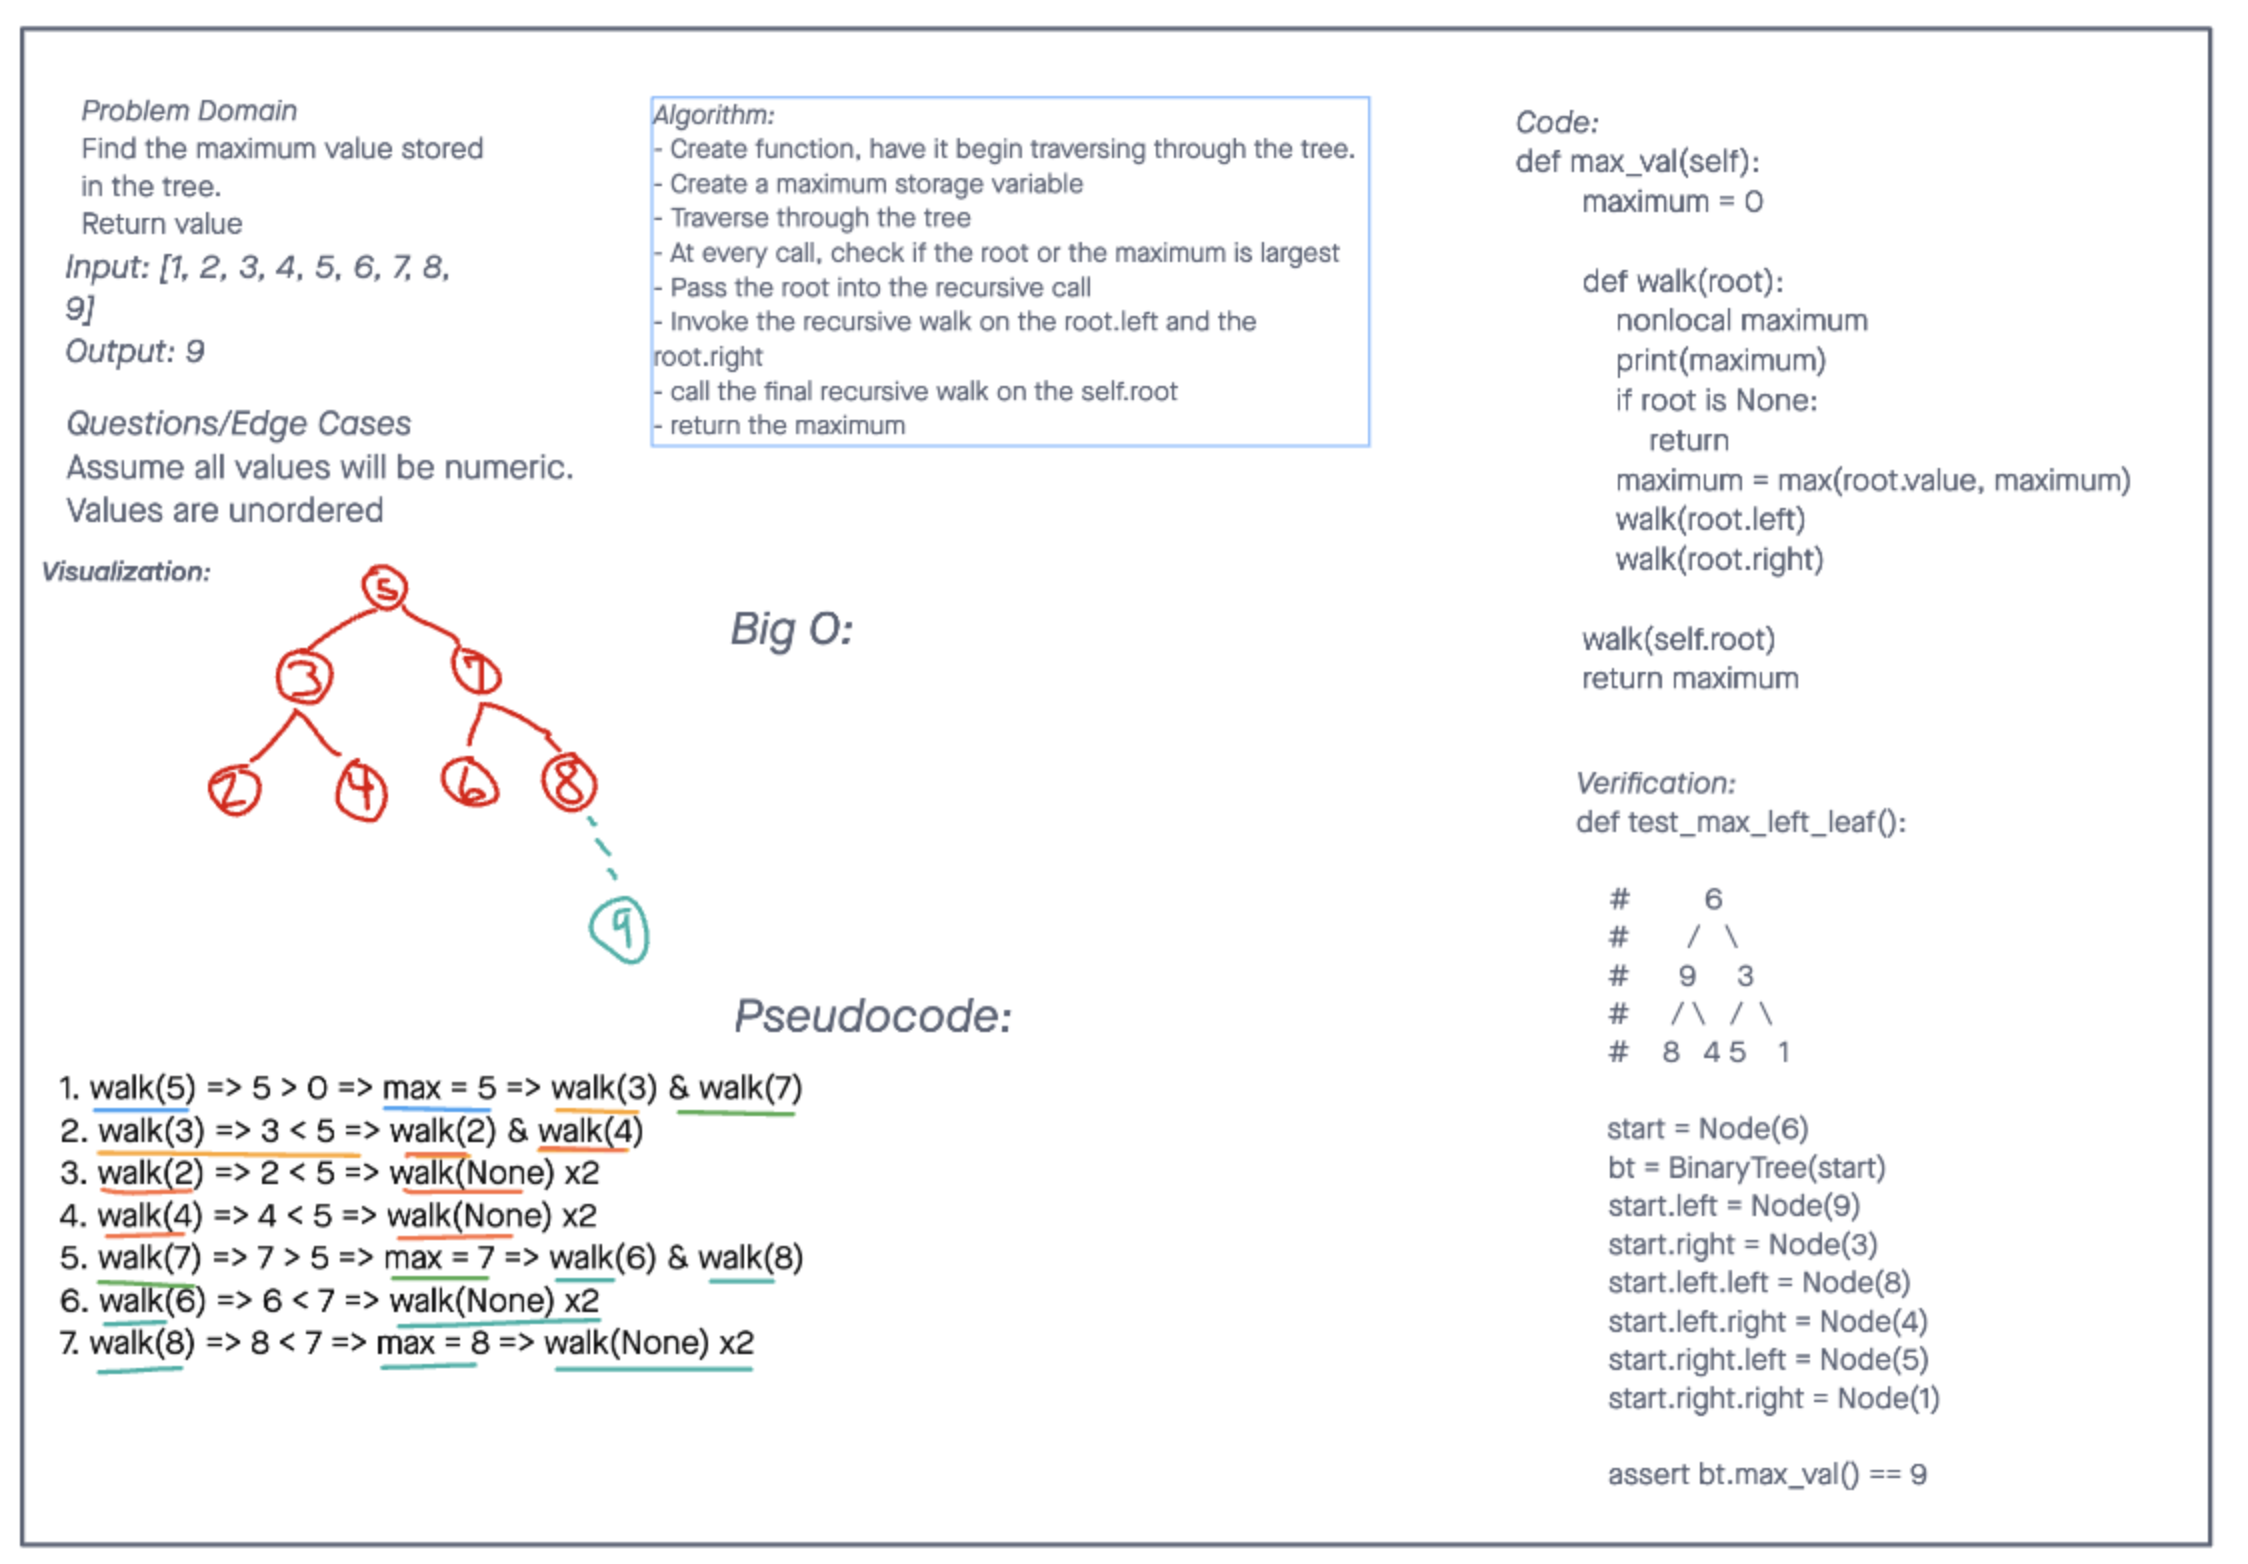 Problem Domain
Find the maximum value stored
in the tree.
Return value
Input: [1, 2, 3, 4, 5, 6, 7, 8,
9]
Output: 9
Questions/Edge Cases
Assume all values will be numeric.
Values are unordered
Visualization:
5
3 7
2 4 6 8
9
1. walk(5) => 5 > 0 => max = 5 => walk(3) & walk(7)
2. walk(3) => 3 < 5 => walk(2) & walk(4)
3. walk(2) => 2 < 5 => walk(None) x2
4. walk(4) => 4 < 5 => walk(None) x2
5. walk(7) => 7 > 5 => max = 7 => walk(6) & walk(8)
6. walk(6) => 6 < 7 => walk(None) x2
7. walk(8) => 8 < 7 => max = 8 => walk(None) x2
Algorithm:
- Create function, have it begin traversing through the tree.
- Create a maximum storage variable
- Traverse through the tree
- At every call, check if the root or the maximum is largest
- Pass the root into the recursive call
- Invoke the recursive walk on the root.left and the
root.right
- call the final recursive walk on the self.root
- return the maximum
Big O:
Pseudocode:
Code:
def max_val(self):
maximum = 0
def walk(root):
nonlocal maximum
print(maximum)
if root is None:
return
maximum = max(root.value, maximum)
walk(root.left)
walk(root.right)
walk(self.root)
return maximum
Verification:
def test_max_left_leaf():
# 6
# / \
# 9 3
# /\ / \
# 8 4 5 1
start = Node(6)
bt = BinaryTree(start)
start.left = Node(9)
start.right = Node(3)
start.left.left = Node(8)
start.left.right = Node(4)
start.right.left = Node(5)
start.right.right = Node(1)
assert bt.max_val() == 9